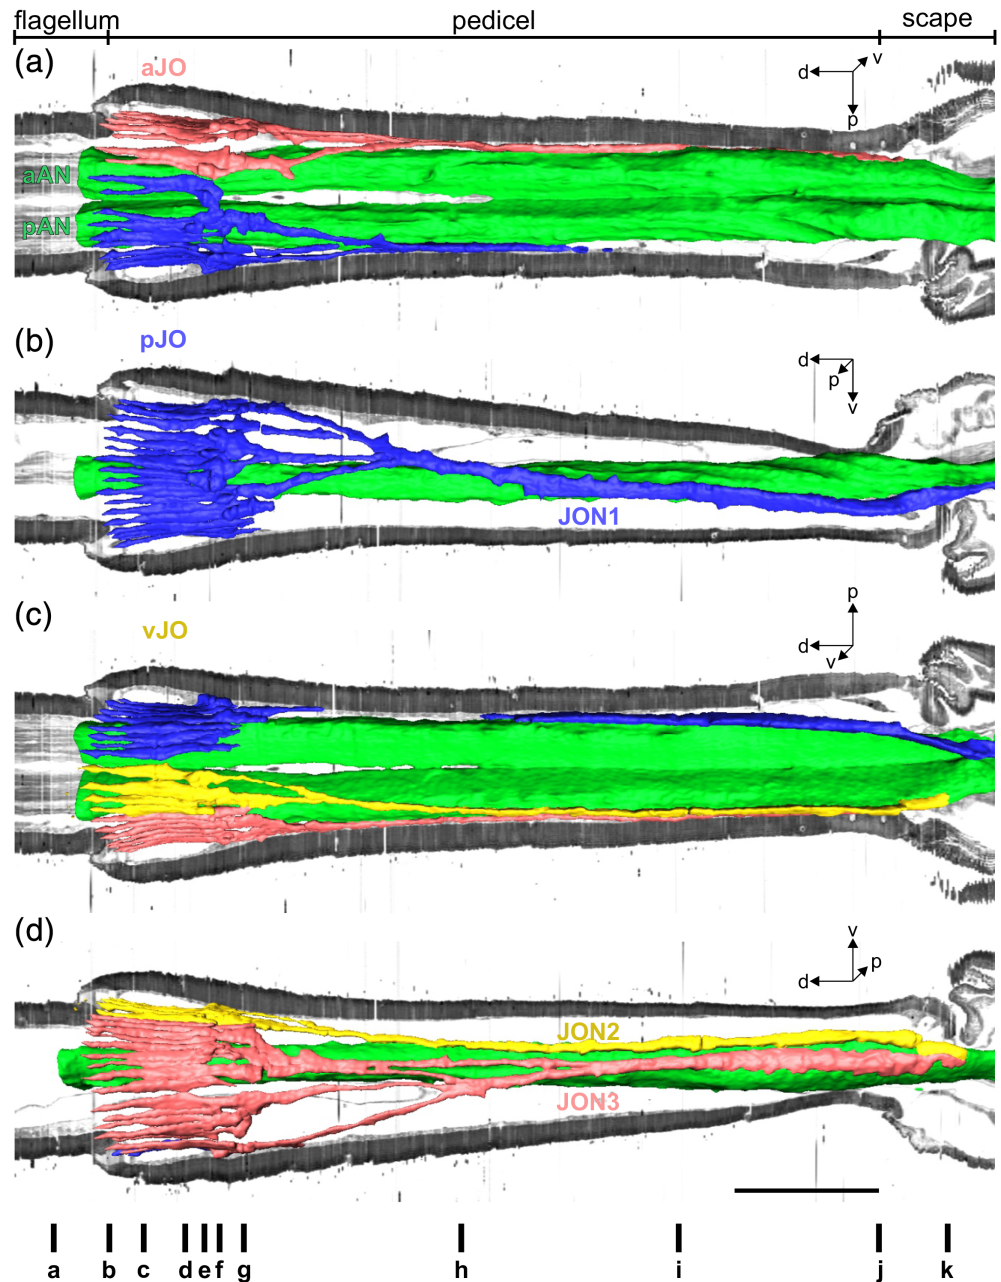 flagellum pedicel scape
(a) aJO
d v
p
aAN
pAN
(b) pJO
d
p
v
JON1
(c) vJO
p
d
v
(d)
v
p
d
JON2
JON3
a b c d e f g h i j k